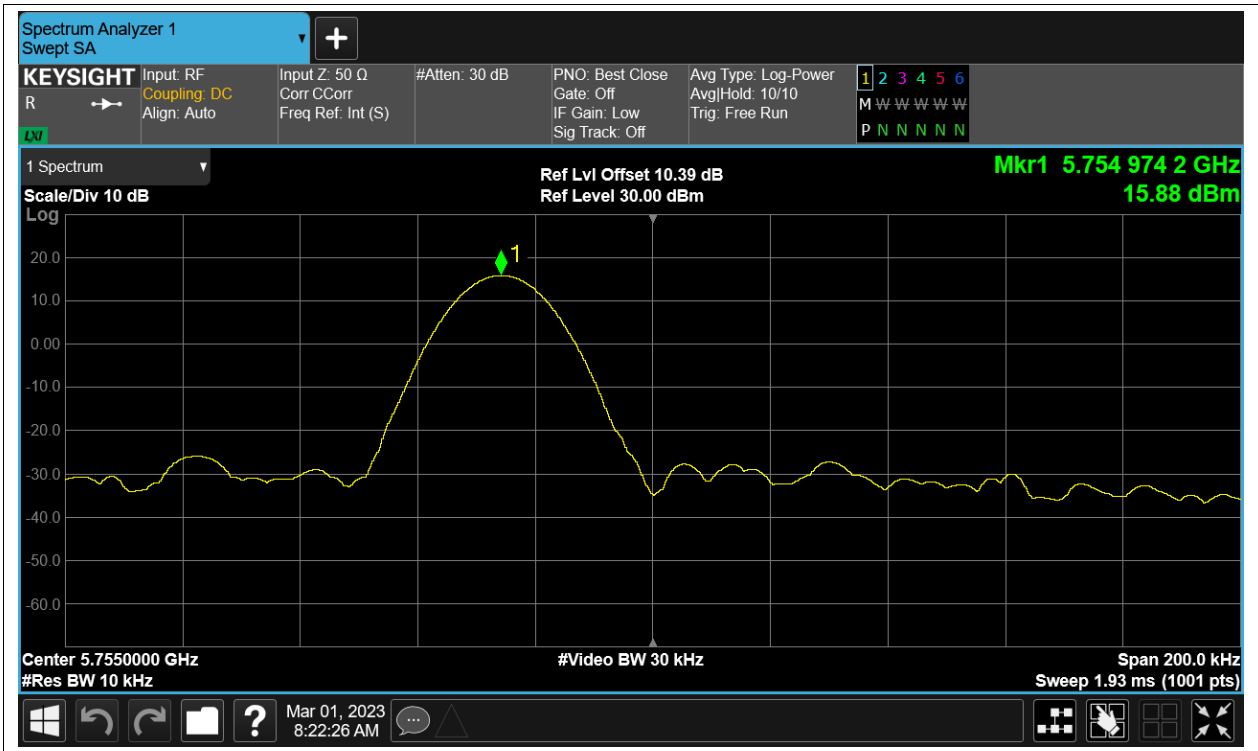 Spectrum Analyzer 1
Swept SA
KEYSIGHT
R
LXI
Input: RF
Coupling: DC
Align: Auto
Input Z: 50 Ω
Corr CCorr
Freq Ref: Int (S)
#Atten: 30 dB
PNO: Best Close
Gate: Off
IF Gain: Low
Sig Track: Off
Avg Type: Log-Power
Avg|Hold: 10/10
Trig: Free Run
1 2 3 4 5 6
M W W W W W
P N N N N N
1 Spectrum
Scale/Div 10 dB
Log
Ref Lvl Offset 10.39 dB
Ref Level 30.00 dBm
Mkr1 5.754 974 2 GHz
15.88 dBm
1
20.0
10.0
0.00
-10.0
-20.0
-30.0
-40.0
-50.0
-60.0
Center 5.7550000 GHz
#Res BW 10 kHz
#Video BW 30 kHz
Span 200.0 kHz
Sweep 1.93 ms (1001 pts)
?
Mar 01, 2023
8:22:26 AM